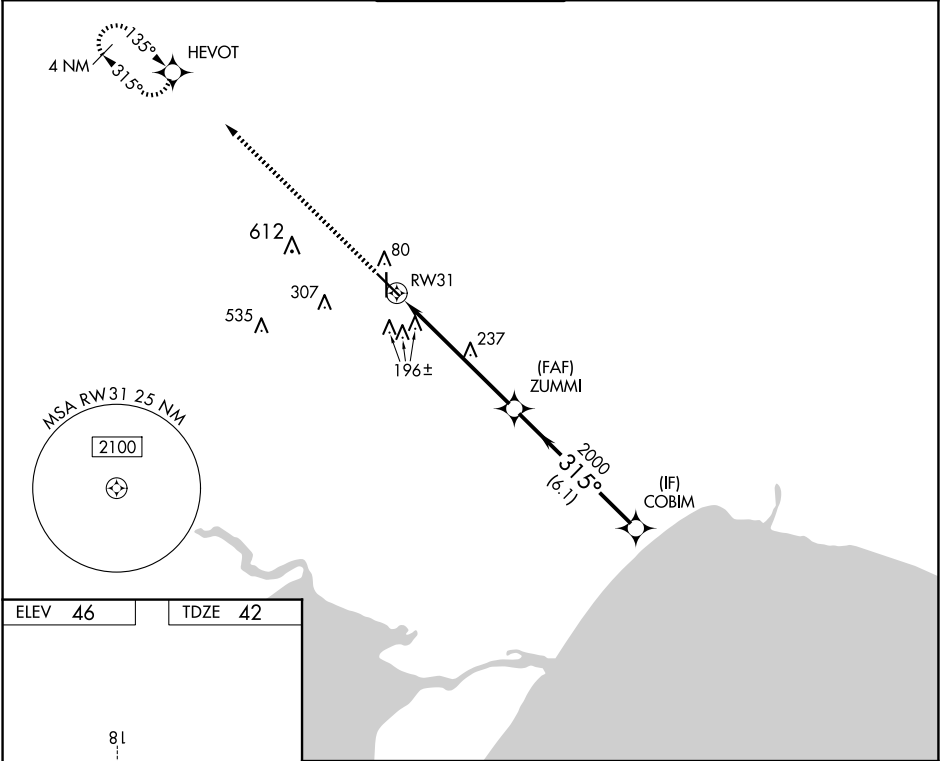 135°
HEVOT
4 NM
315°
612
80
RW31
307
535
237
196±
(FAF)
ZUMMI
MSA RW31 25 NM
2100
2000
315°
(6.1)
(IF)
COBIM
ELEV 46
TDZE 42
18